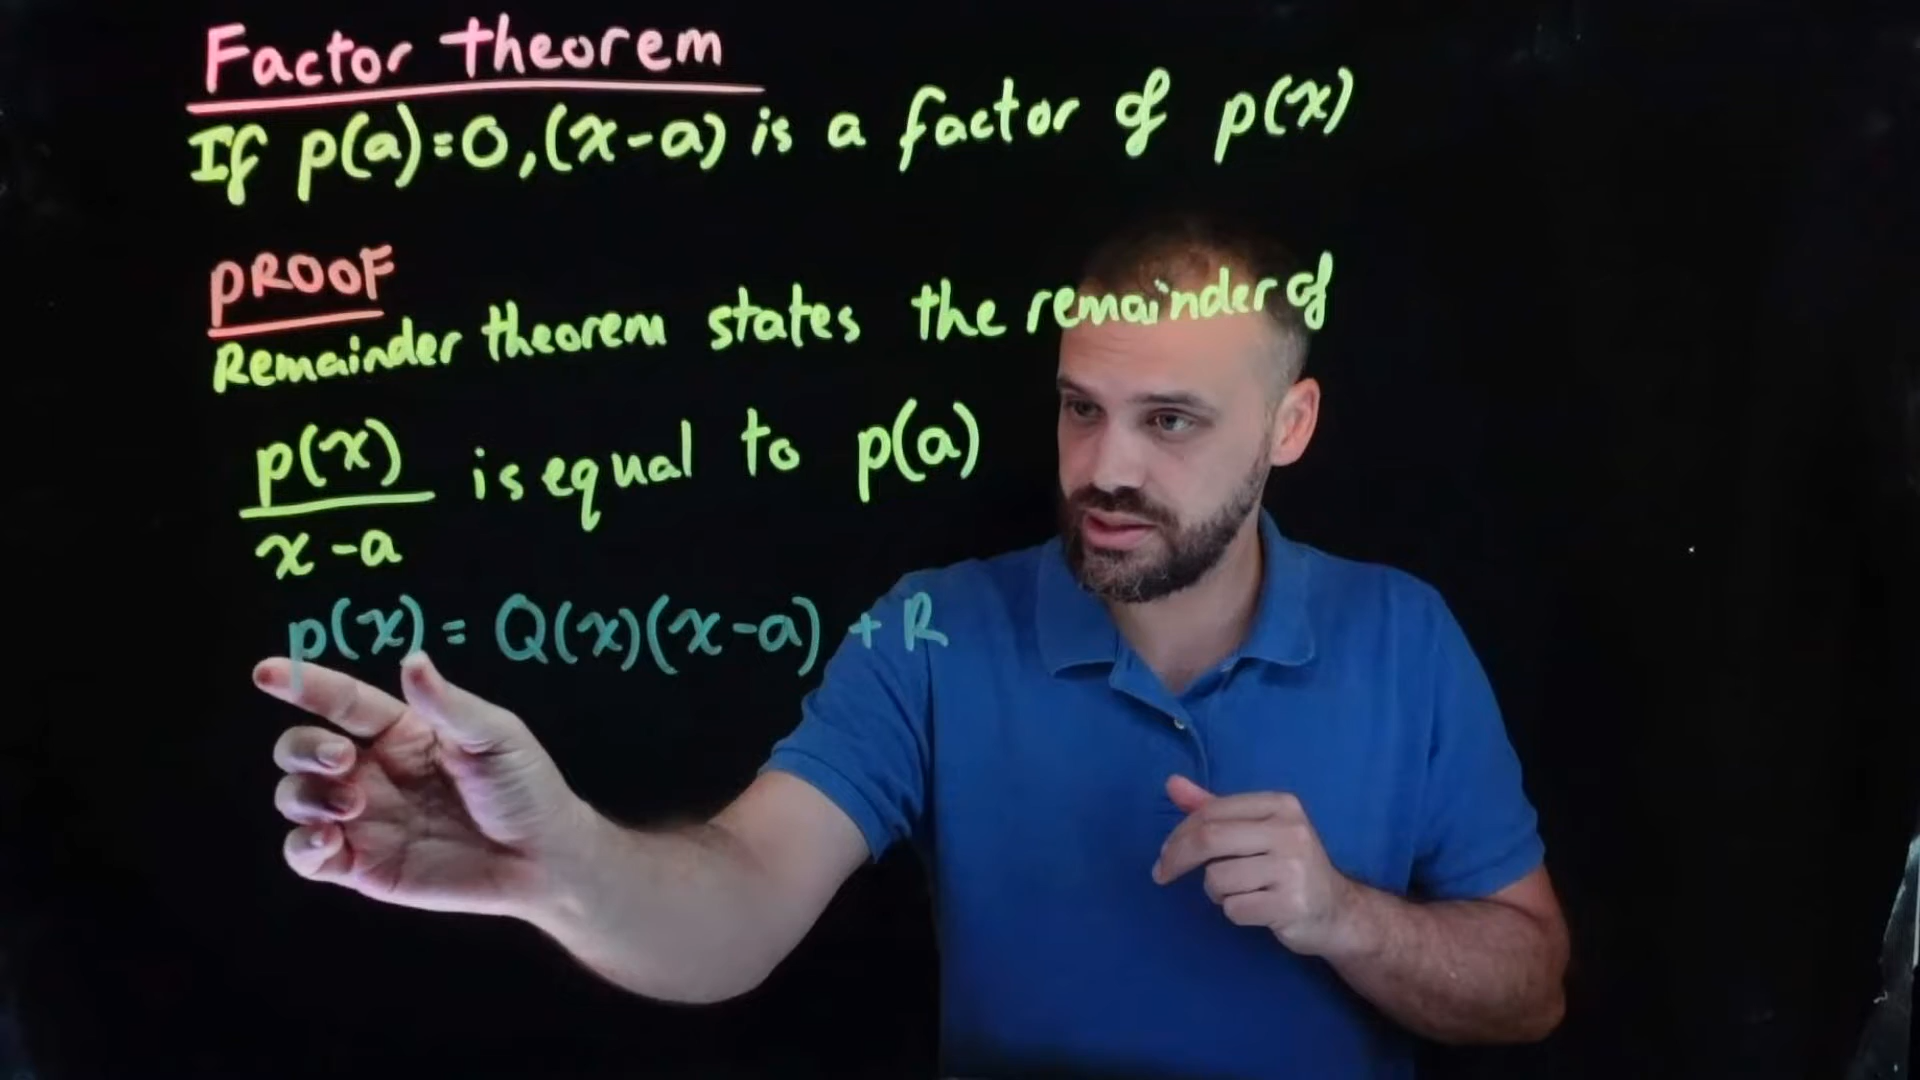 Factor theorem
If p(a)=0, (x-a) is a factor of p(x)
PROOF
Remainder theorem states the remainder of
p(x)
x-a
is equal to p(a)
p(x) = Q(x)(x-a) + R